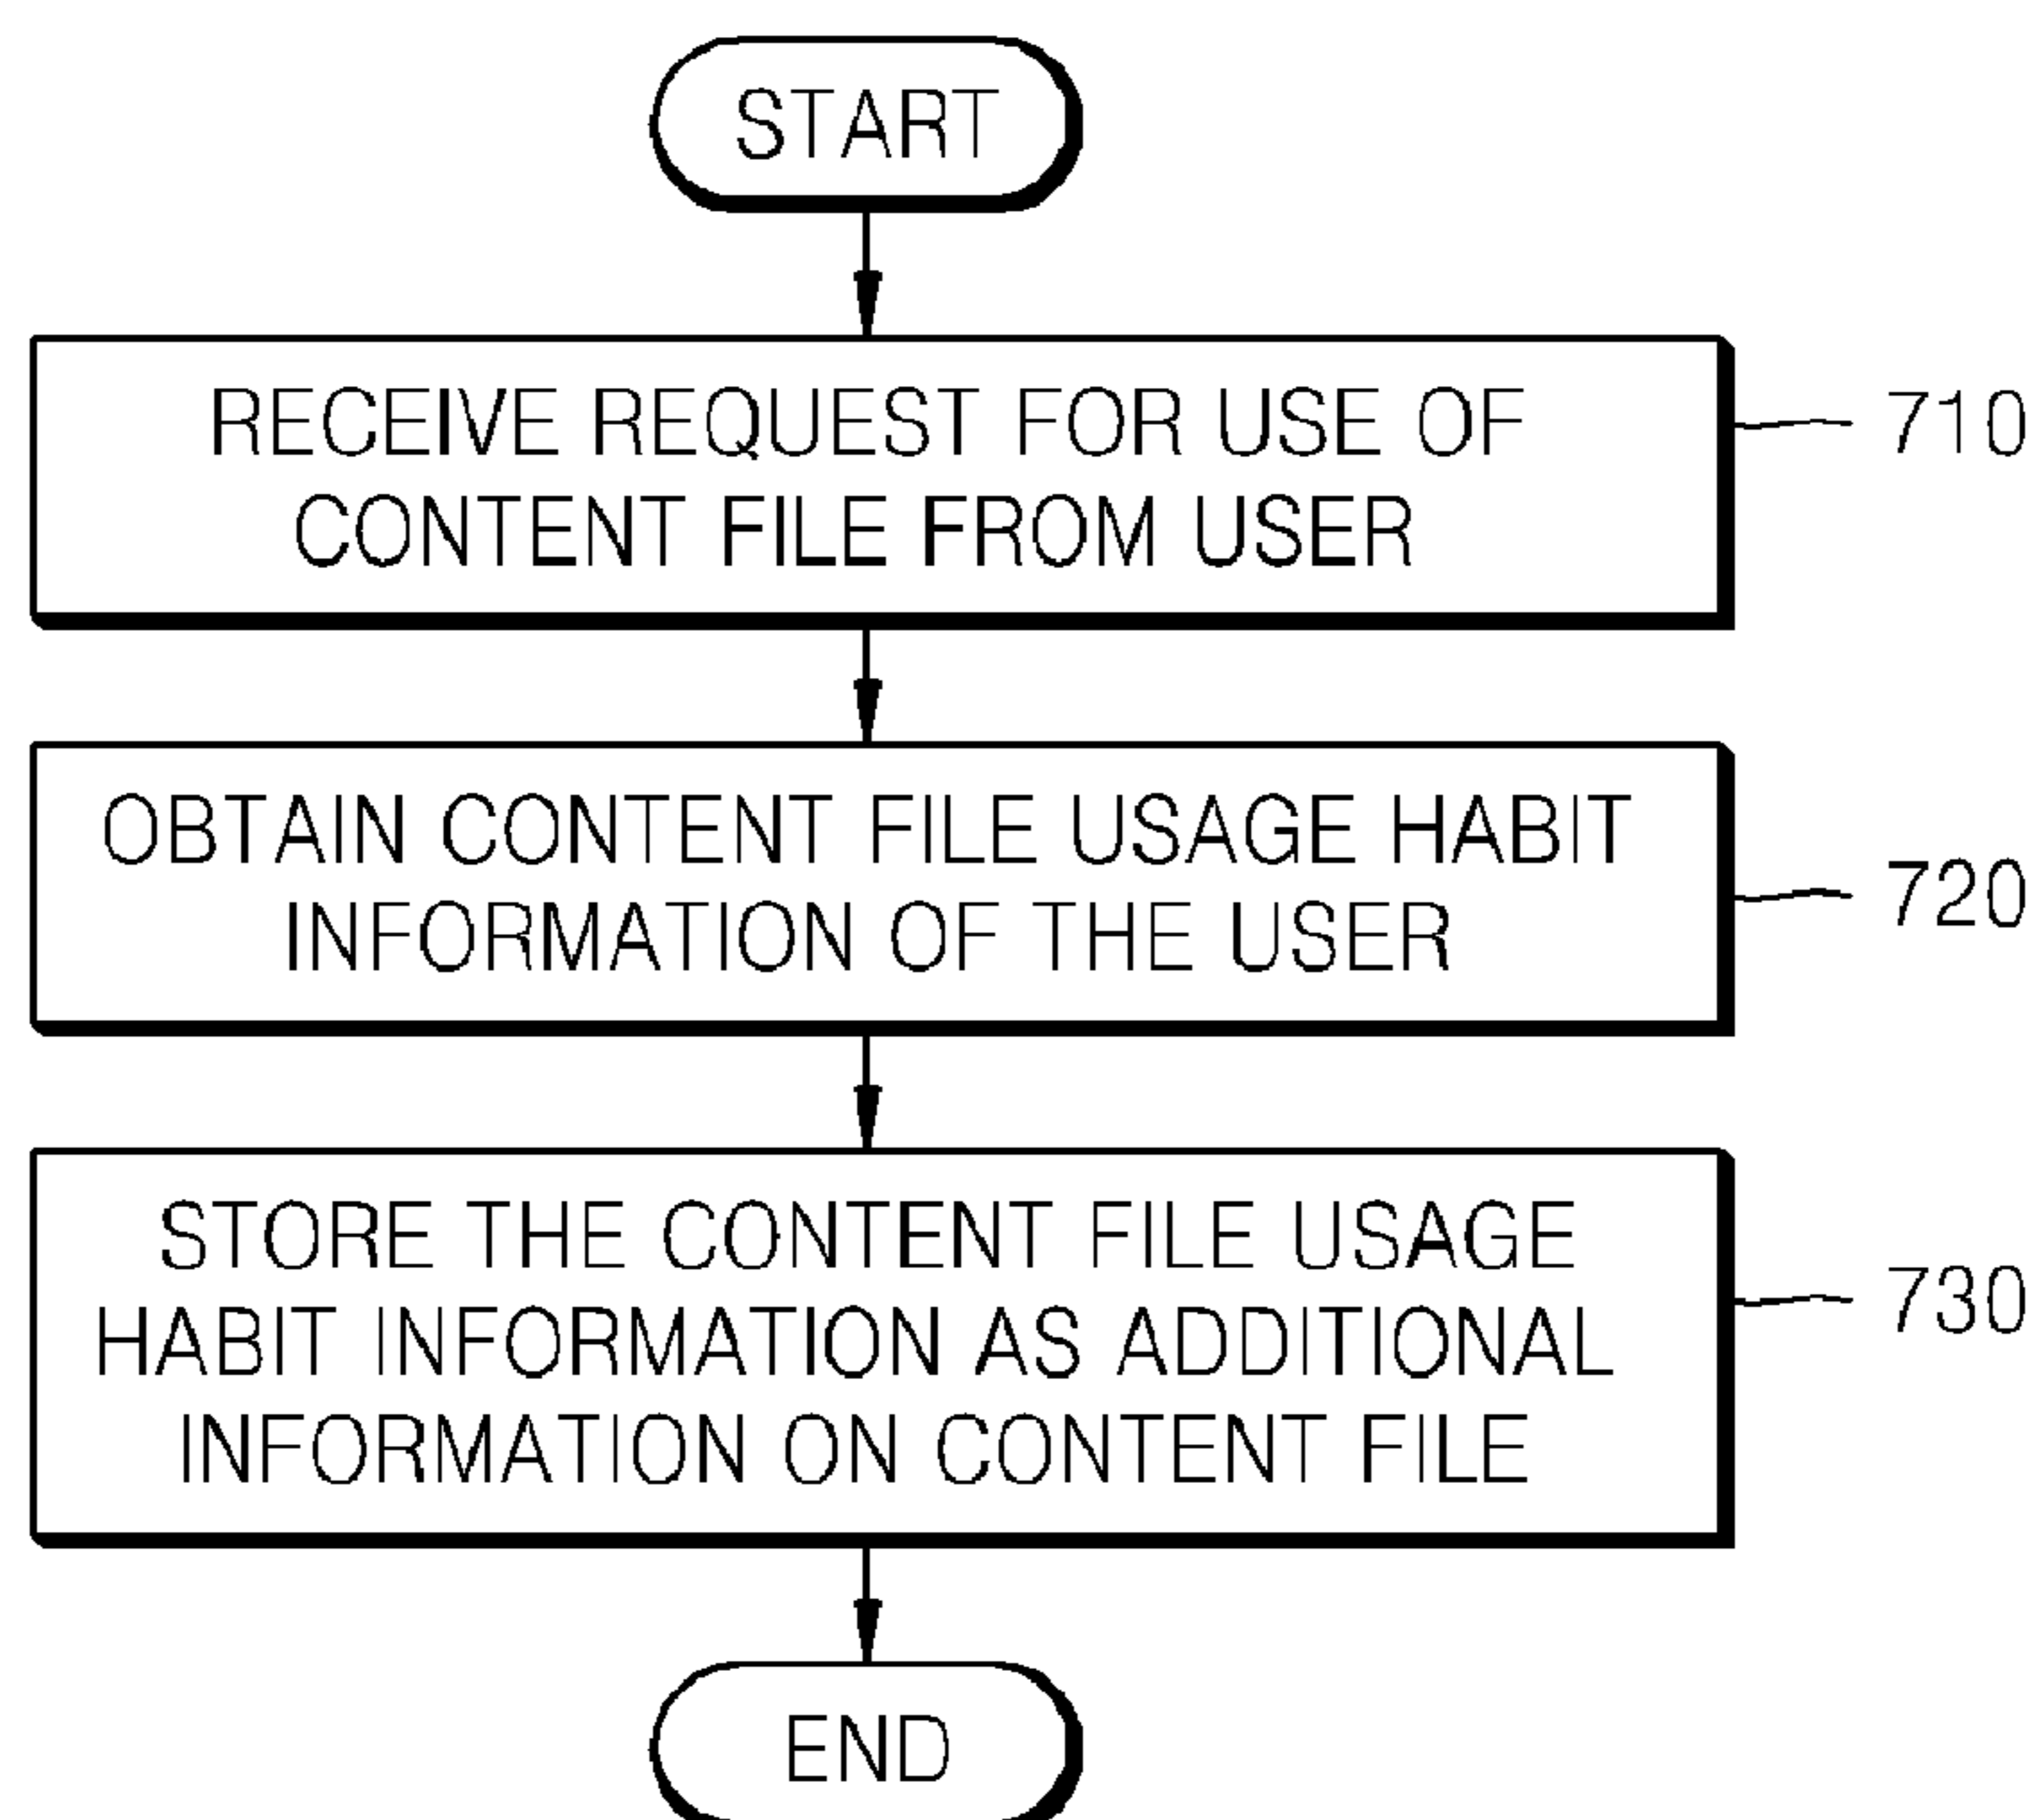 START
RECEIVE REQUEST FOR USE OF
CONTENT FILE FROM USER
710
OBTAIN CONTENT FILE USAGE HABIT
INFORMATION OF THE USER
720
STORE THE CONTENT FILE USAGE
HABIT INFORMATION AS ADDITIONAL
INFORMATION ON CONTENT FILE
730
END